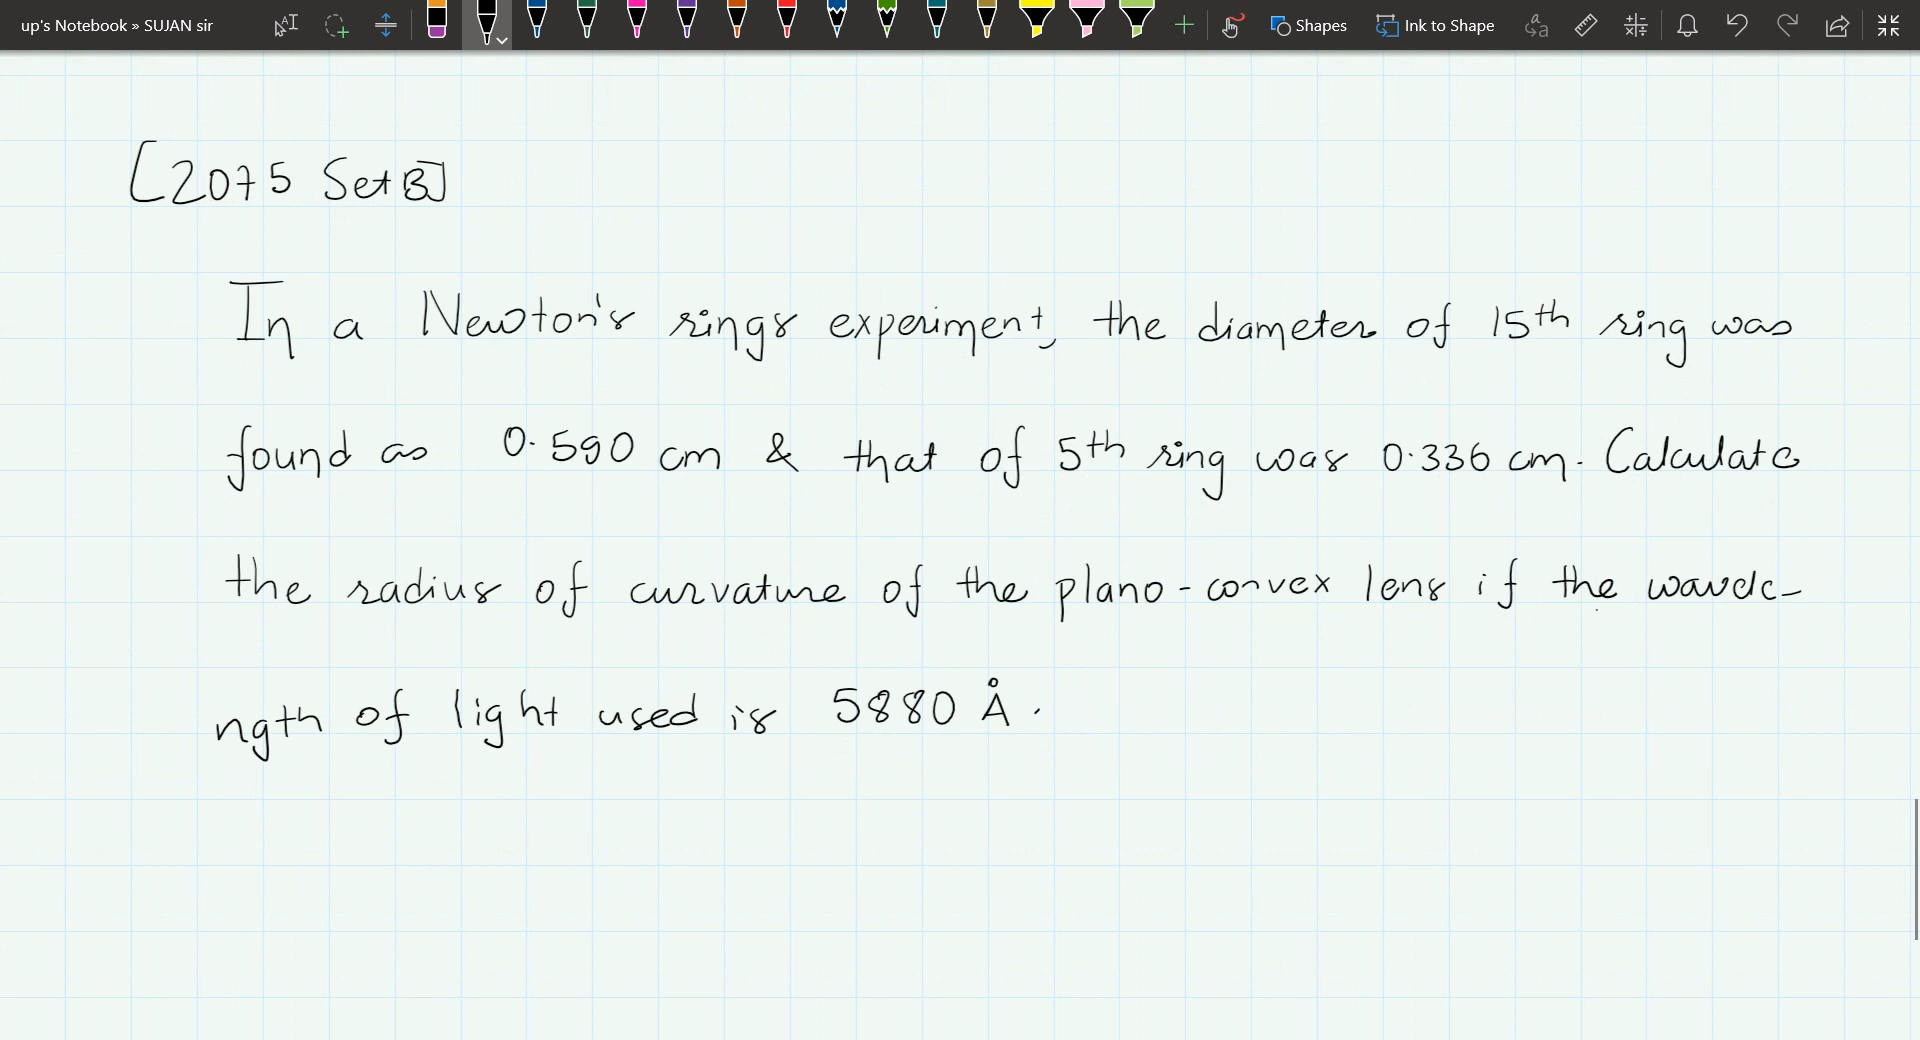 up's Notebook » SUJAN sir
Shapes
Ink to Shape
[2075 Set B]
In a Newton's rings experiment, the diameter of 15th ring was
found as 0.590 cm & that of 5th ring was 0.336 cm. Calculate
the radius of curvature of the plano-convex lens if the wavele-
ngth of light used is 5880 Å.